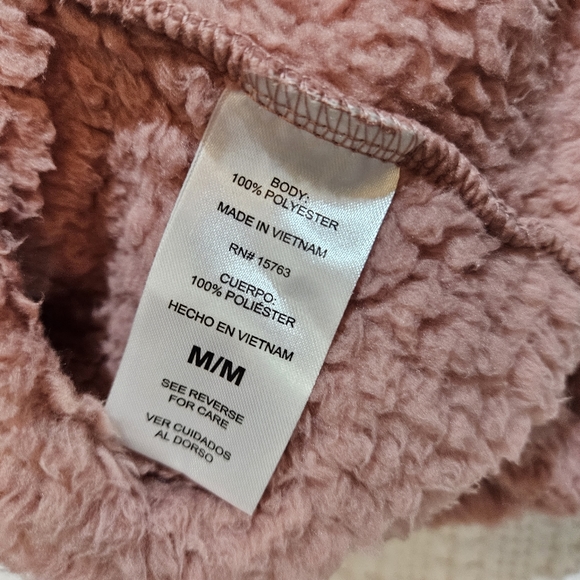 BODY:
100% POLYESTER
MADE IN VIETNAM
RN# 15763
CUERPO:
100% POLIÉSTER
HECHO EN VIETNAM
M/M
SEE REVERSE
FOR CARE
VER CUIDADOS
AL DORSO